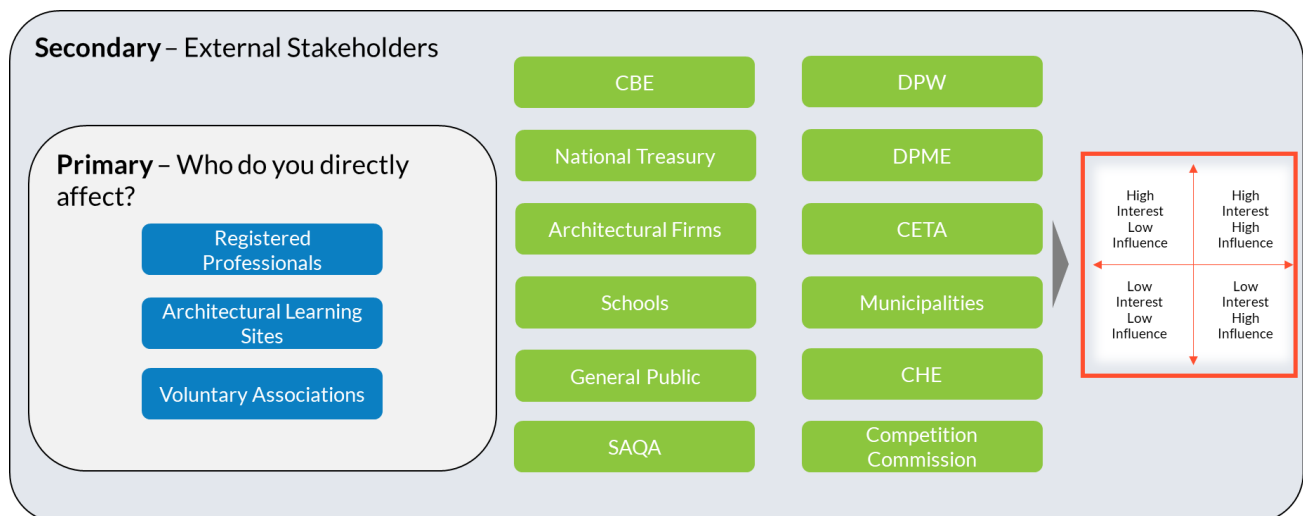 Secondary – External Stakeholders
Primary – Who do you directly
affect?
Registered
Professionals
Architectural Learning
Sites
Voluntary Associations
CBE
National Treasury
Architectural Firms
Schools
General Public
SAQA
DPW
DPME
CETA
Municipalities
CHE
Competition
Commission
High
Interest
Low
Influence
High
Interest
High
Influence
Low
Interest
Low
Influence
Low
Interest
High
Influence